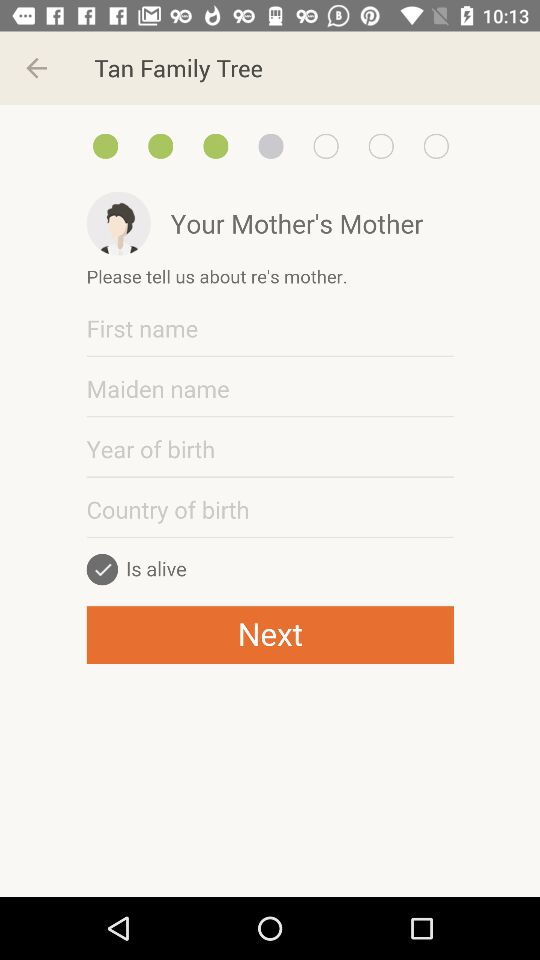 10:13
Tan Family Tree
Your Mother's Mother
Please tell us about re's mother.
First name
Maiden name
Year of birth
Country of birth
Is alive
Next